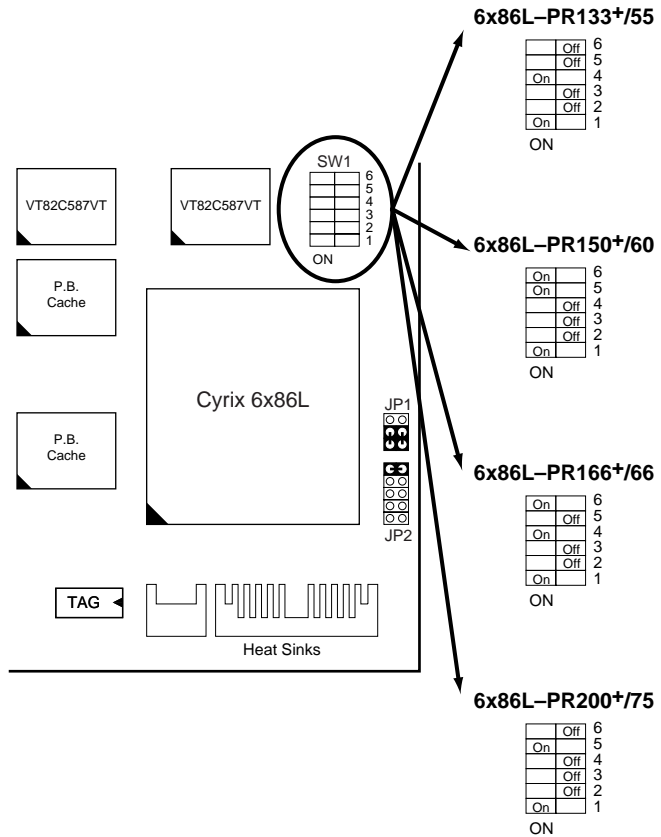 6x86L–PR133+/55
Off 6
Off 5
On 4
Off 3
Off 2
On 1
ON
SW1
6
5
4
3
2
1
ON
VT82C587VT
VT82C587VT
P.B.
Cache
6x86L–PR150+/60
On 6
On 5
Off 4
Off 3
Off 2
On 1
ON
Cyrix 6x86L
JP1
P.B.
Cache
JP2
6x86L–PR166+/66
On 6
Off 5
On 4
Off 3
Off 2
On 1
ON
TAG
Heat Sinks
6x86L–PR200+/75
Off 6
On 5
Off 4
Off 3
Off 2
On 1
ON